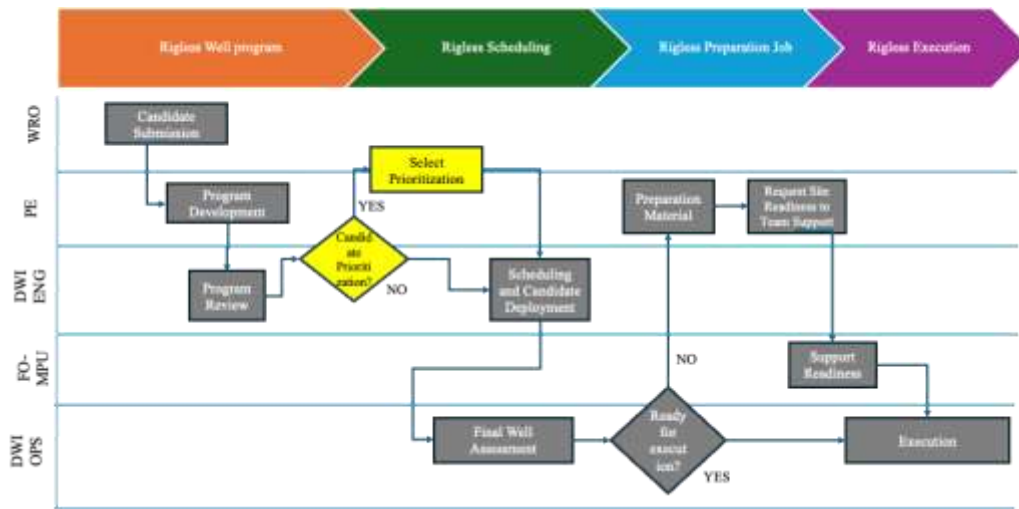 Rigless Well program
Rigless Scheduling
Rigless Preparation Job
Rigless Execution
WRO
Candidate
Submission
Select
Prioritization
YES
PE
Program
Development
Preparation
Material
Request Site
Readiness to
Team Support
DWI
ENG
Program
Review
Candid
ate
Prioriti
zation?
NO
Scheduling
and Candidate
Deployment
FO-
MPU
NO
Support
Readiness
DWI
OPS
Final Well
Assessment
Ready
for
execut
ion?
YES
Execution